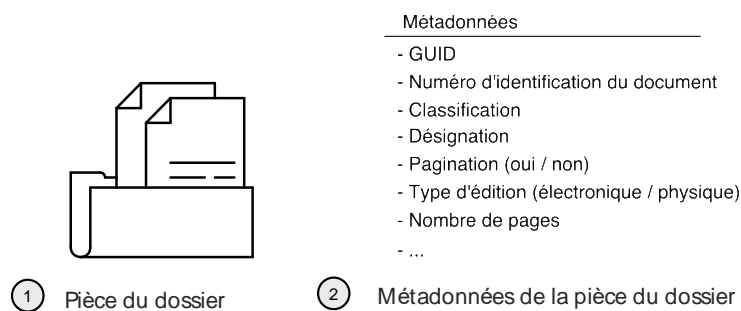 Métadonnées
- GUID
- Numéro d'identification du document
- Classification
- Désignation
- Pagination (oui / non)
- Type d'édition (électronique / physique)
- Nombre de pages
- ...
1 Pièce du dossier
2 Métadonnées de la pièce du dossier